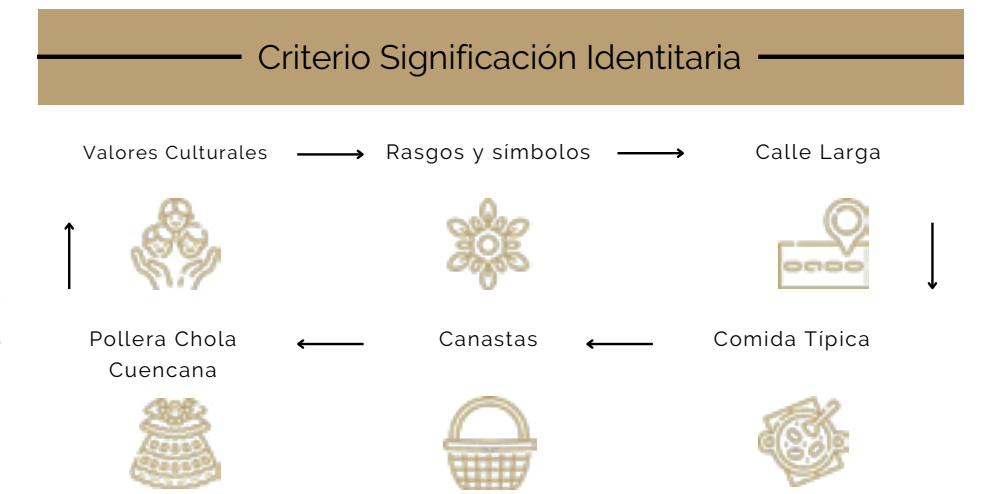 Criterio Significación Identitaria
Valores Culturales
Rasgos y símbolos
Calle Larga
Pollera Chola
Cuencana
Canastas
Comida Típica